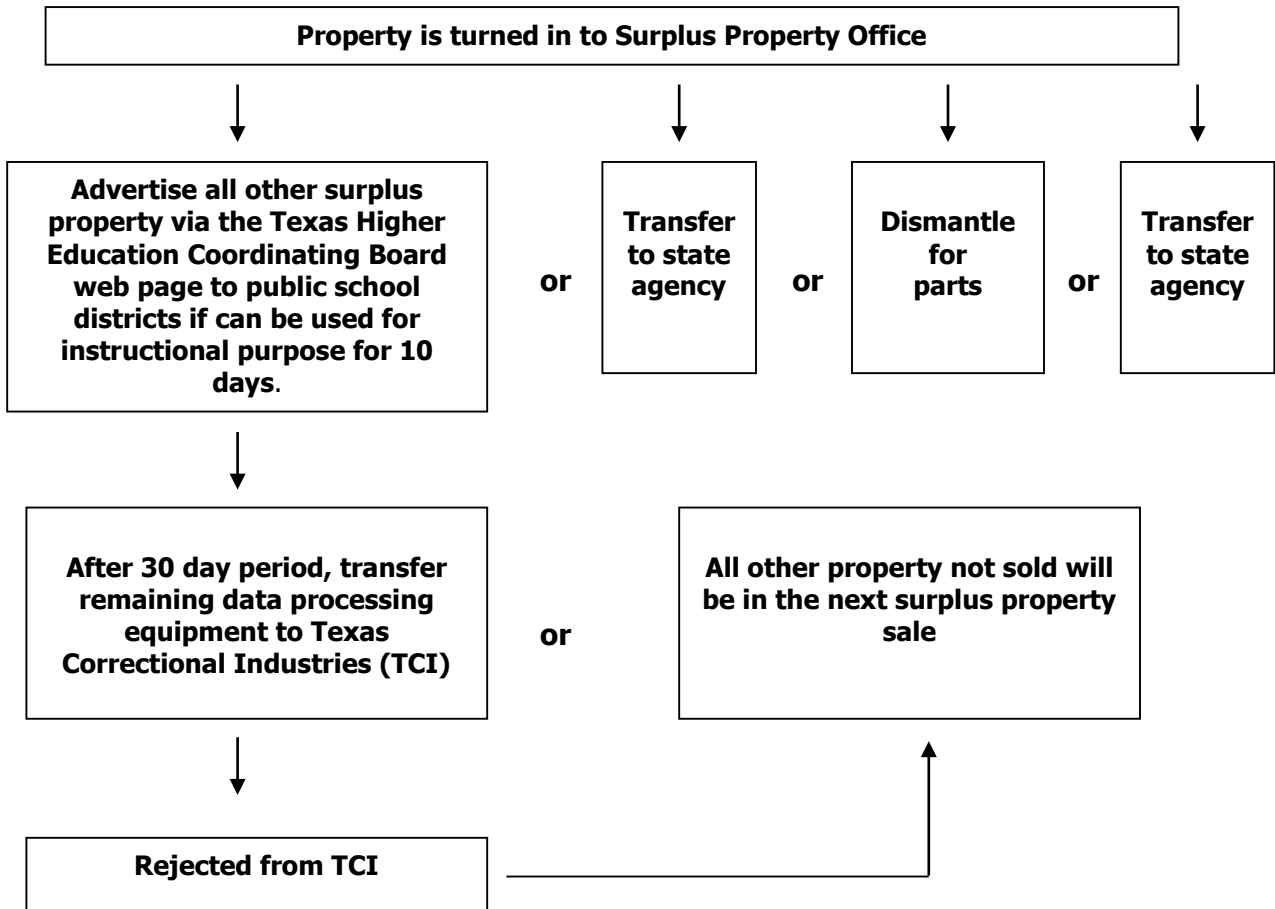 Property is turned in to Surplus Property Office
Advertise all other surplus
property via the Texas Higher
Education Coordinating Board
web page to public school
districts if can be used for
instructional purpose for 10
days.
or
Transfer
to state
agency
or
Dismantle
for
parts
or
Transfer
to state
agency
After 30 day period, transfer
remaining data processing
equipment to Texas
Correctional Industries (TCI)
or
All other property not sold will
be in the next surplus property
sale
Rejected from TCI